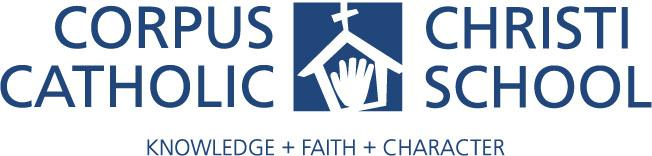 CORPUS CHRISTI
CATHOLIC SCHOOL
KNOWLEDGE + FAITH + CHARACTER